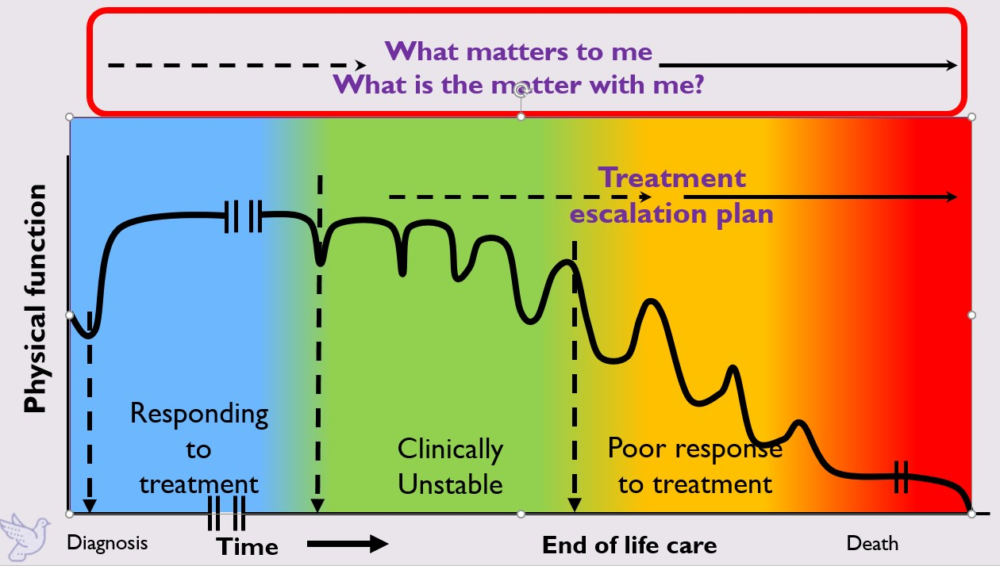 What matters to me
What is the matter with me?
Physical function
Treatment
escalation plan
Responding
to
treatment
Clinically
Unstable
Poor response
to treatment
Diagnosis
Time
End of life care
Death